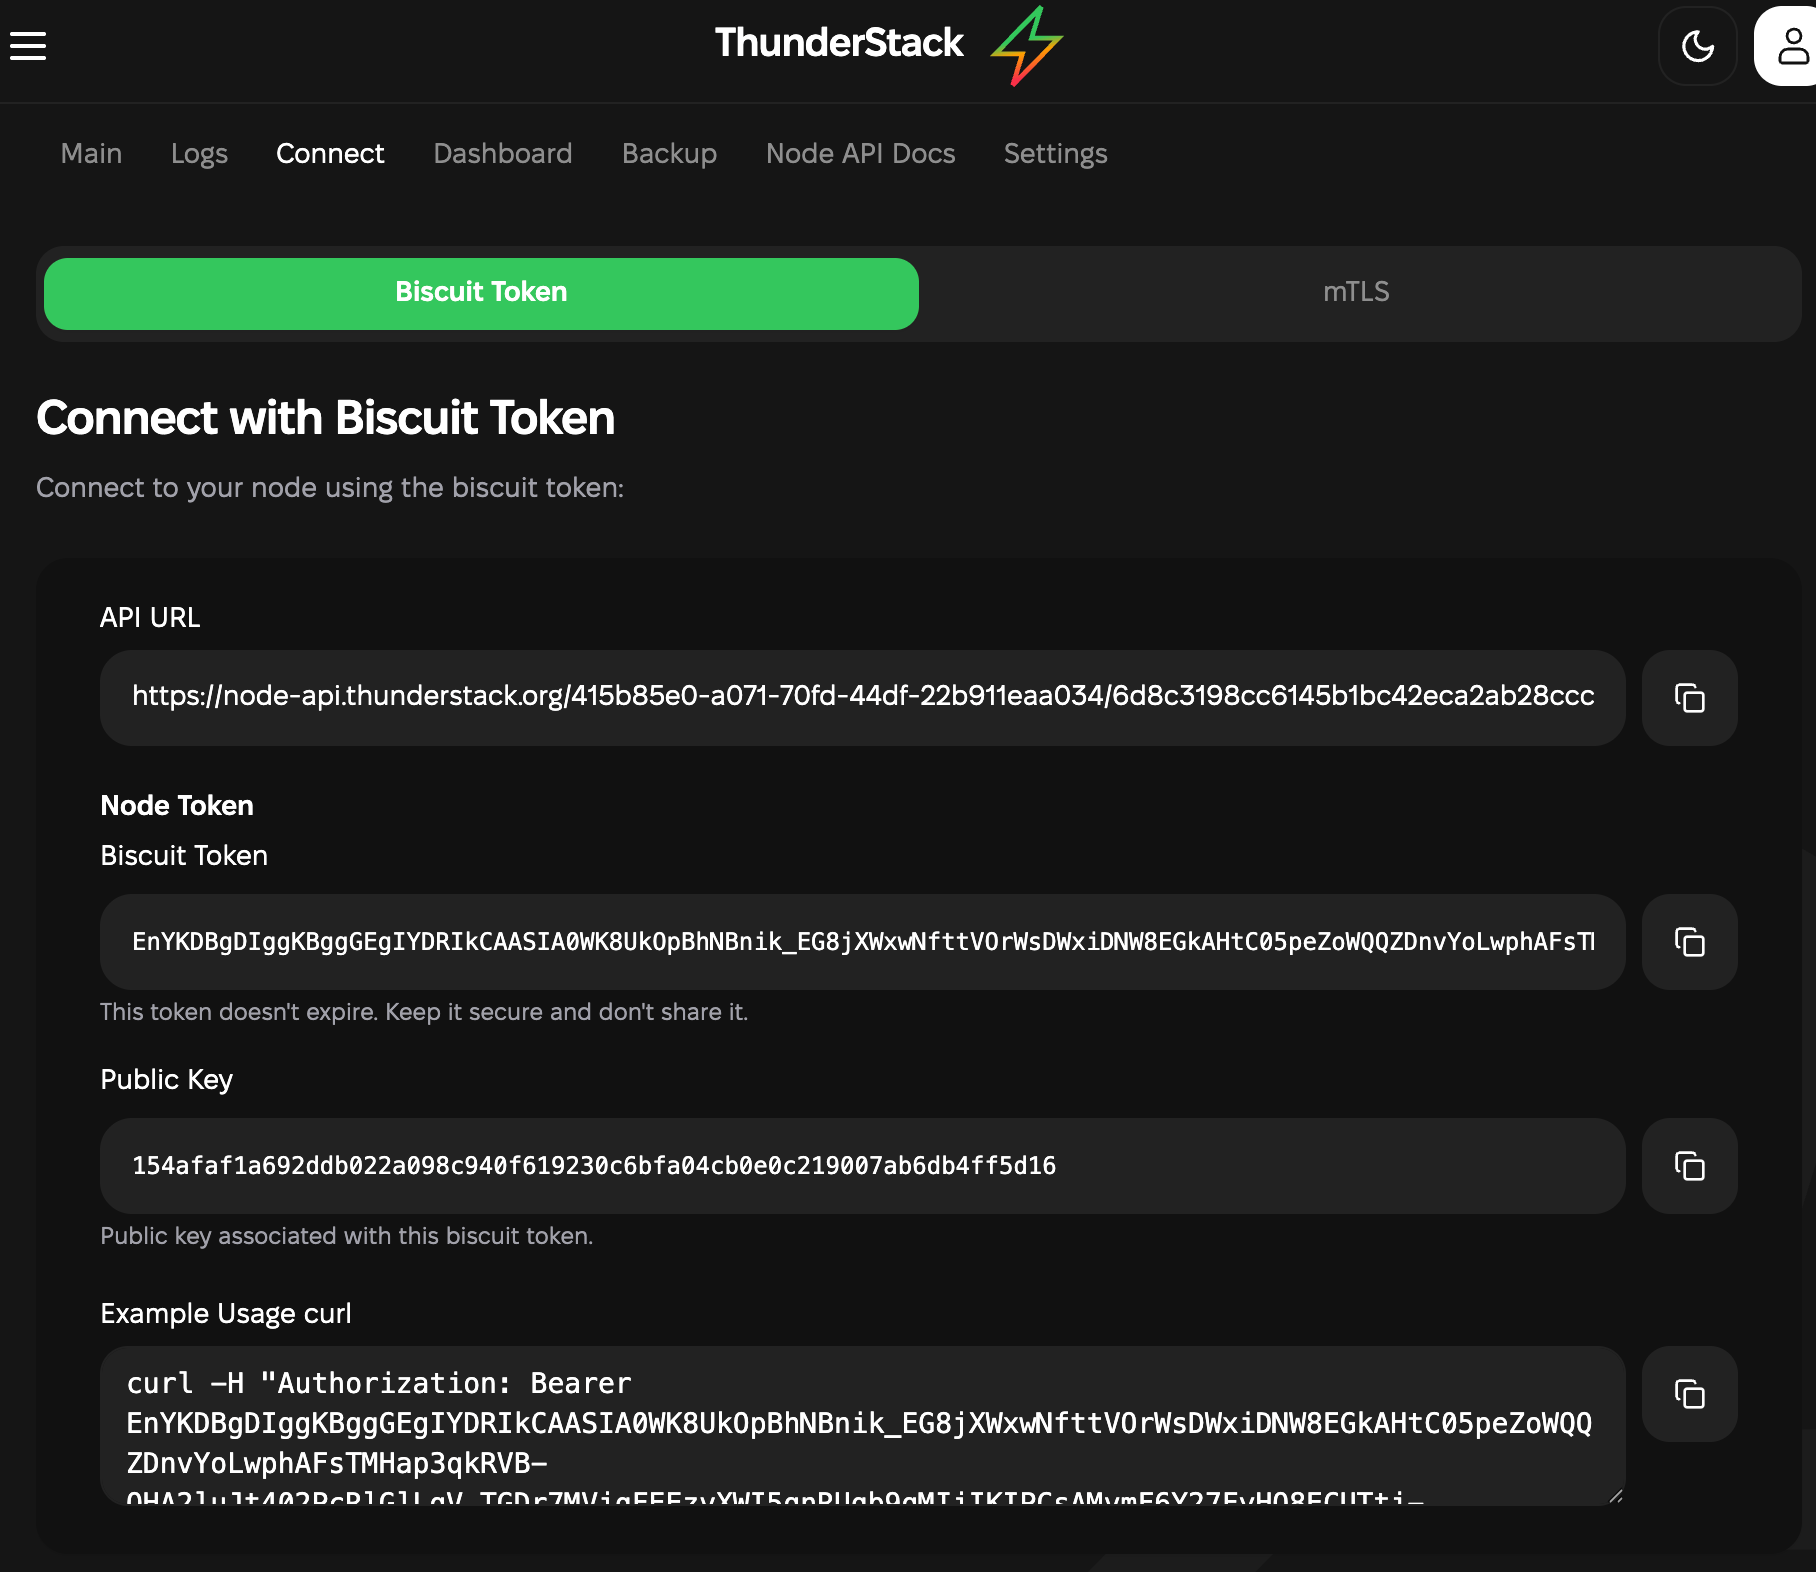 ThunderStack
Main Logs Connect Dashboard Backup Node API Docs Settings
Biscuit Token mTLS
Connect with Biscuit Token
Connect to your node using the biscuit token:
API URL
https://node-api.thunderstack.org/415b85e0-a071-70fd-44df-22b911eaa034/6d8c3198cc6145b1bc42eca2ab28ccc
Node Token
Biscuit Token
EnYKDBgDIggKBggGEgIYDRIkCAASIA0WK8UkOpBhNBnik_EG8jXWxwNfttVOrWsDWxiDNW8EGkAHtC05peZoWQQZDnvYoLwphAFsT
This token doesn't expire. Keep it secure and don't share it.
Public Key
154afaf1a692ddb022a098c940f619230c6bfa04cb0e0c219007ab6db4ff5d16
Public key associated with this biscuit token.
Example Usage curl
curl -H "Authorization: Bearer
EnYKDBgDIggKBggGEgIYDRIkCAASIA0WK8UkOpBhNBnik_EG8jXWxwNfttVOrWsDWxiDNW8EGkAHtC05peZoWQQ
ZDnvYoLwphAFsTMHap3qkRVB-